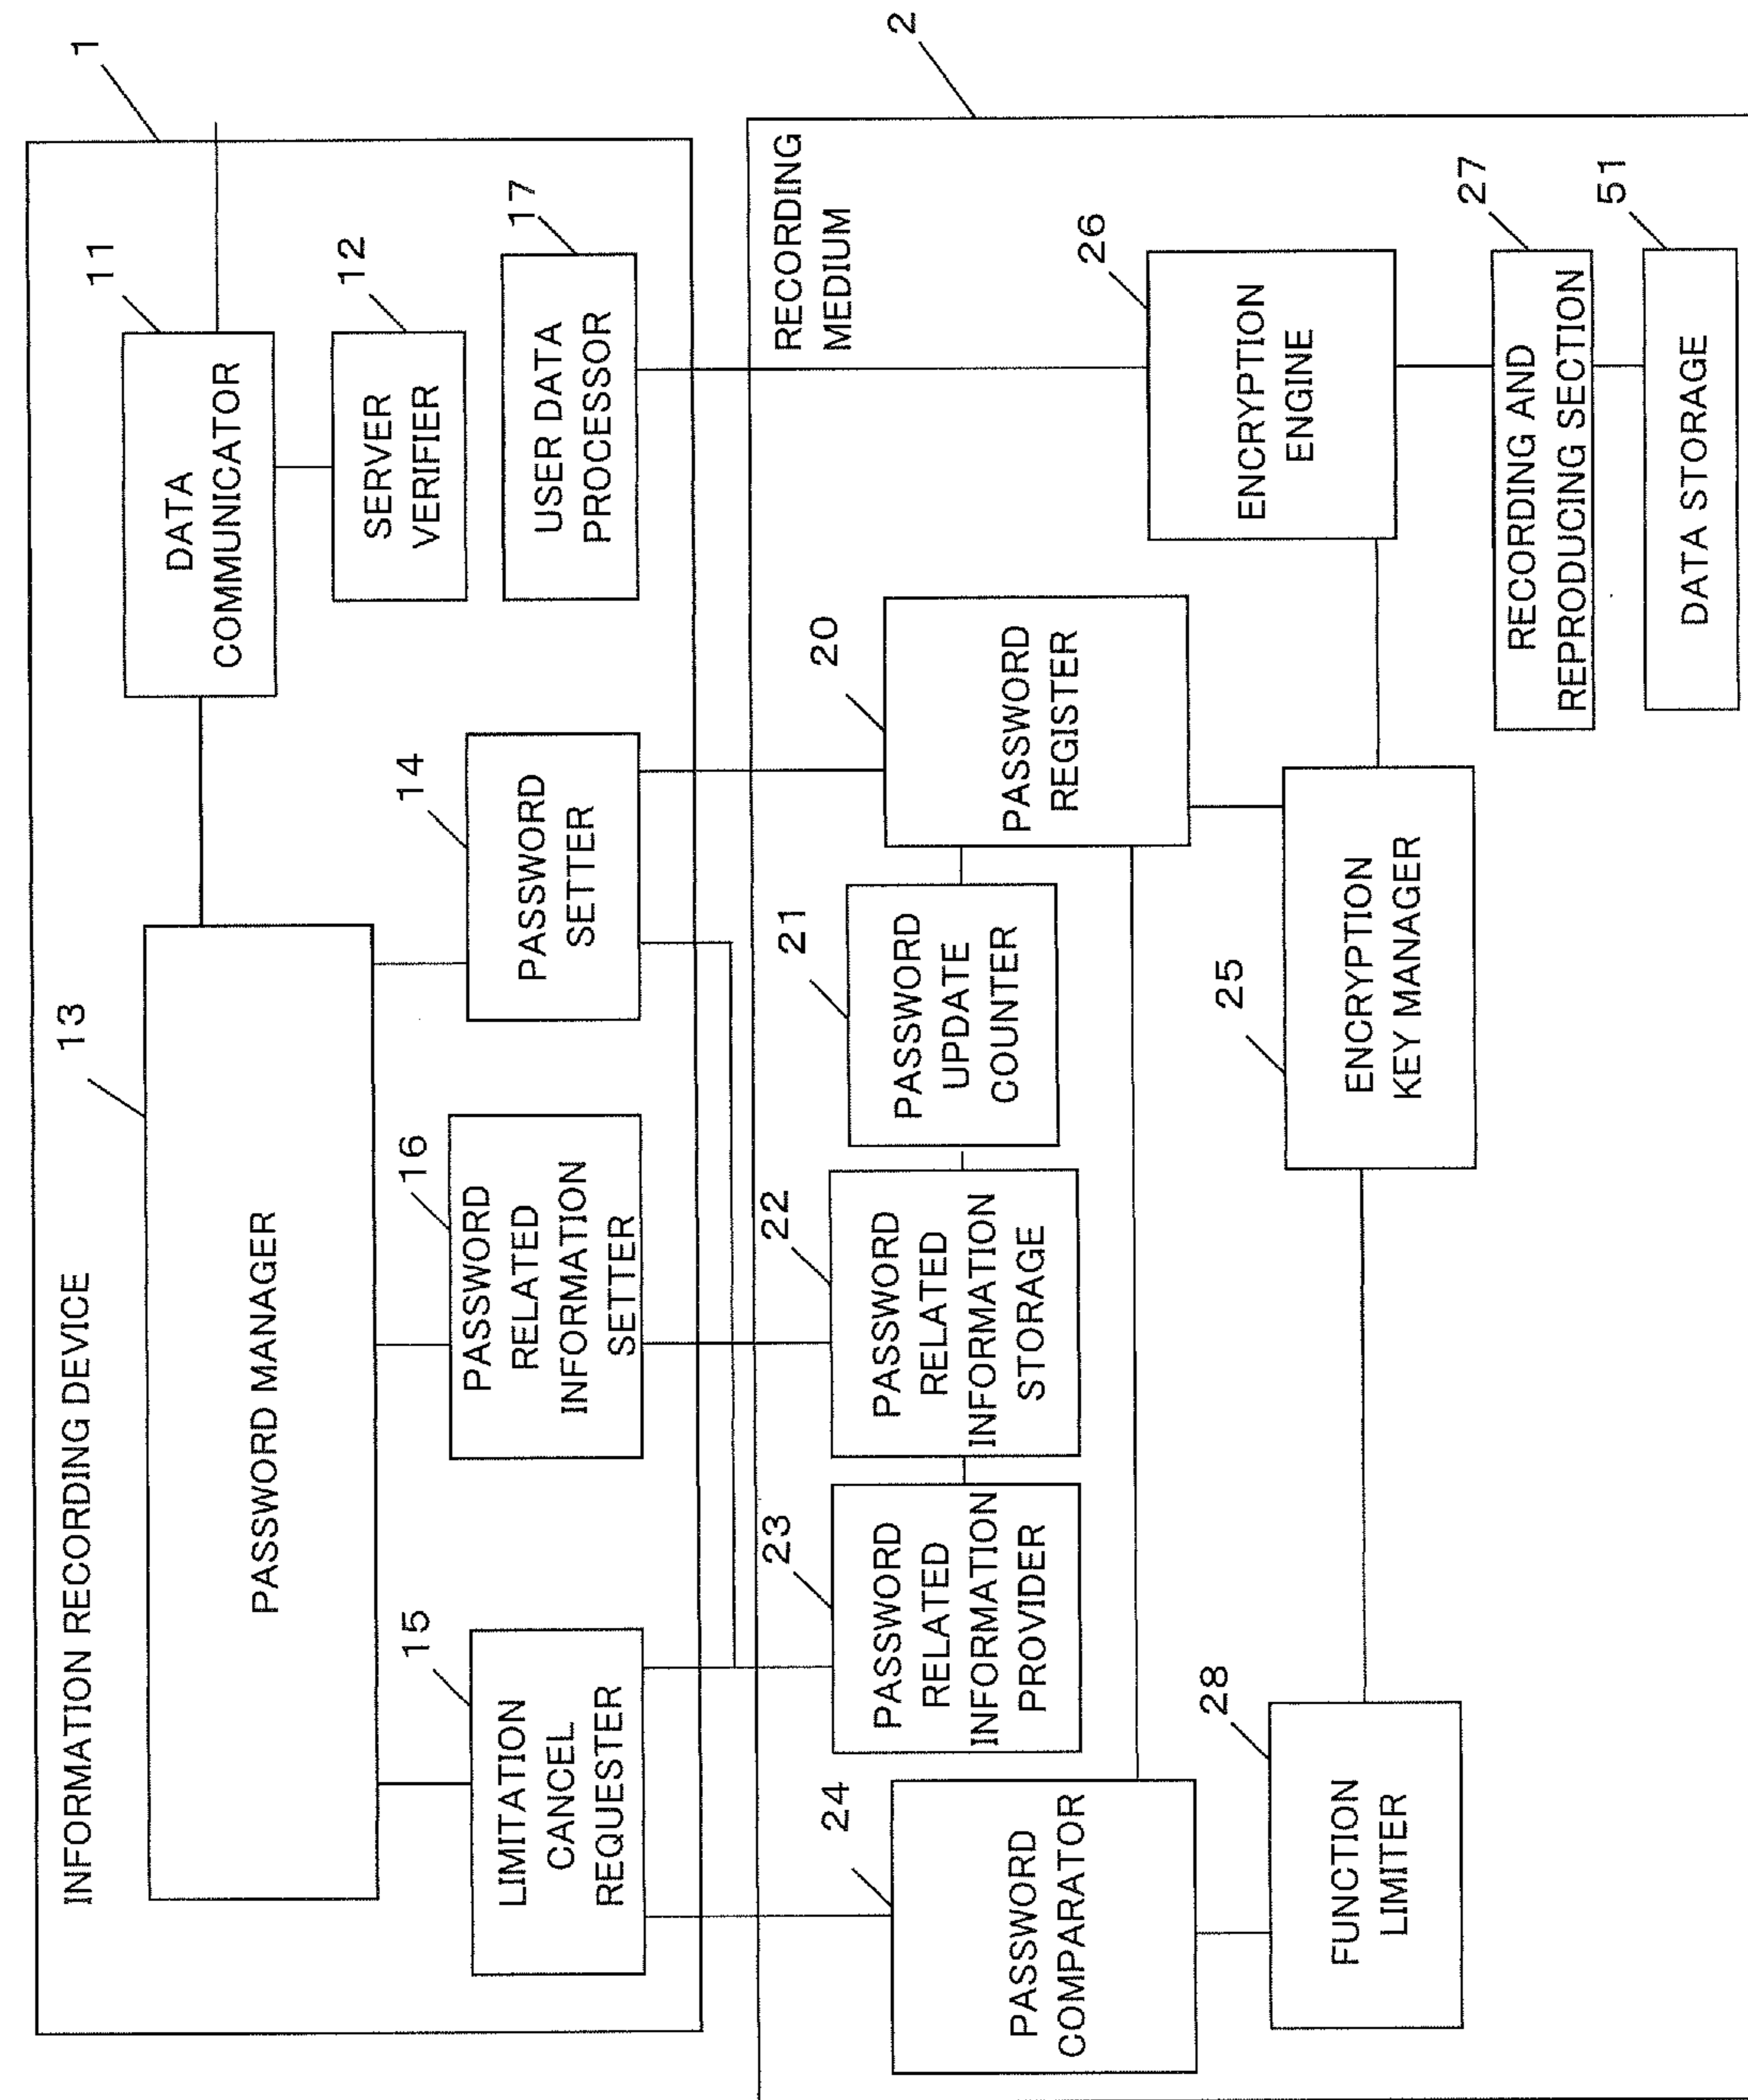 1
INFORMATION RECORDING DEVICE
13
PASSWORD MANAGER
11
DATA
COMMUNICATOR
12
SERVER
VERIFIER
15
LIMITATION
CANCEL
REQUESTER
16
PASSWORD
RELATED
INFORMATION
SETTER
14
PASSWORD
SETTER
17
USER DATA
PROCESSOR
2
RECORDING
MEDIUM
24
PASSWORD
COMPARATOR
23
PASSWORD
RELATED
INFORMATION
PROVIDER
22
PASSWORD
RELATED
INFORMATION
STORAGE
21
PASSWORD
UPDATE
COUNTER
20
PASSWORD
REGISTER
26
ENCRYPTION
ENGINE
28
FUNCTION
LIMITER
25
ENCRYPTION
KEY MANAGER
27
RECORDING AND
REPRODUCING SECTION
51
DATA STORAGE